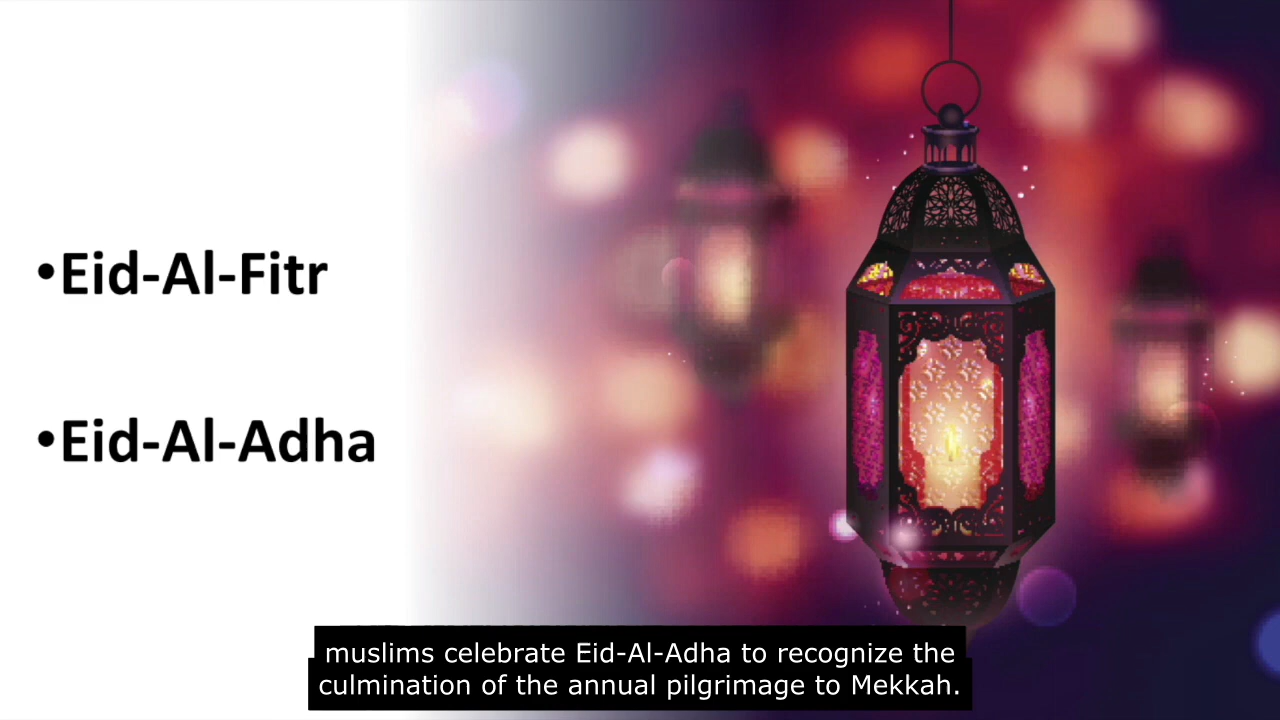 •Eid-Al-Fitr
•Eid-Al-Adha
muslims celebrate Eid-Al-Adha to recognize the
culmination of the annual pilgrimage to Mekkah.